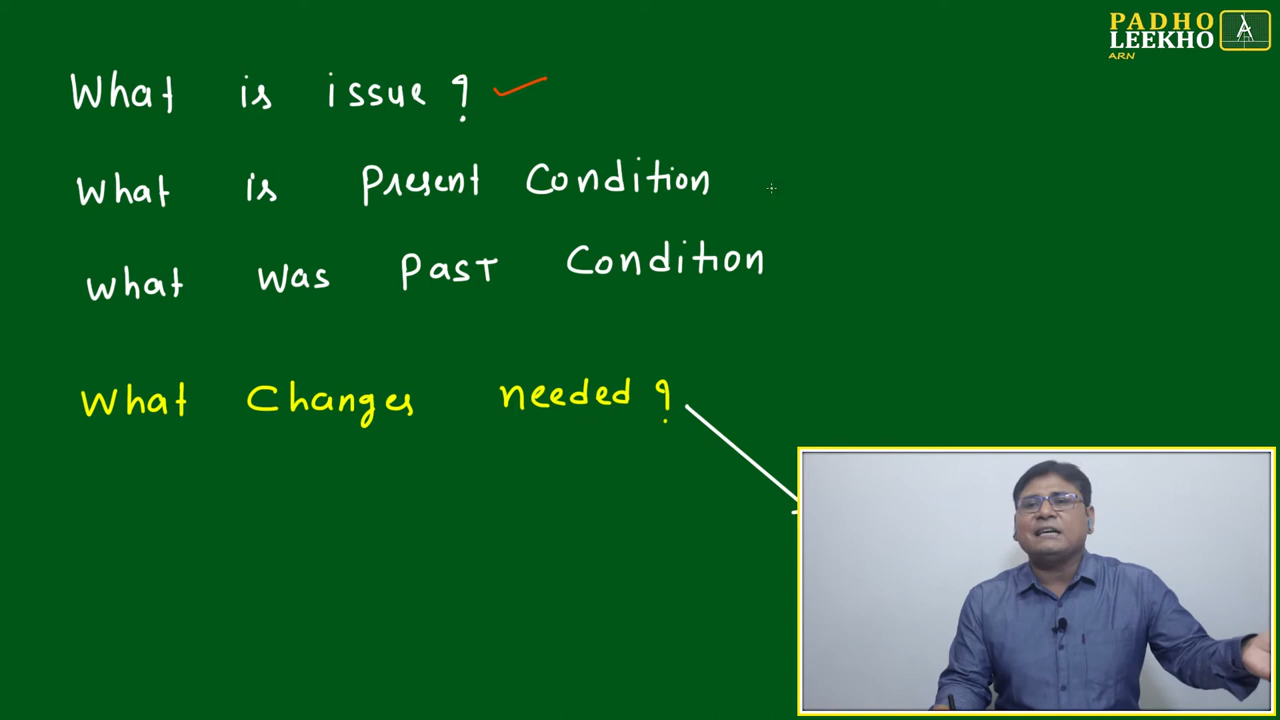 PADHO
LEEKHO
ARN
What is issue?
What is Present Condition
What was Past Condition
What Changes needed?